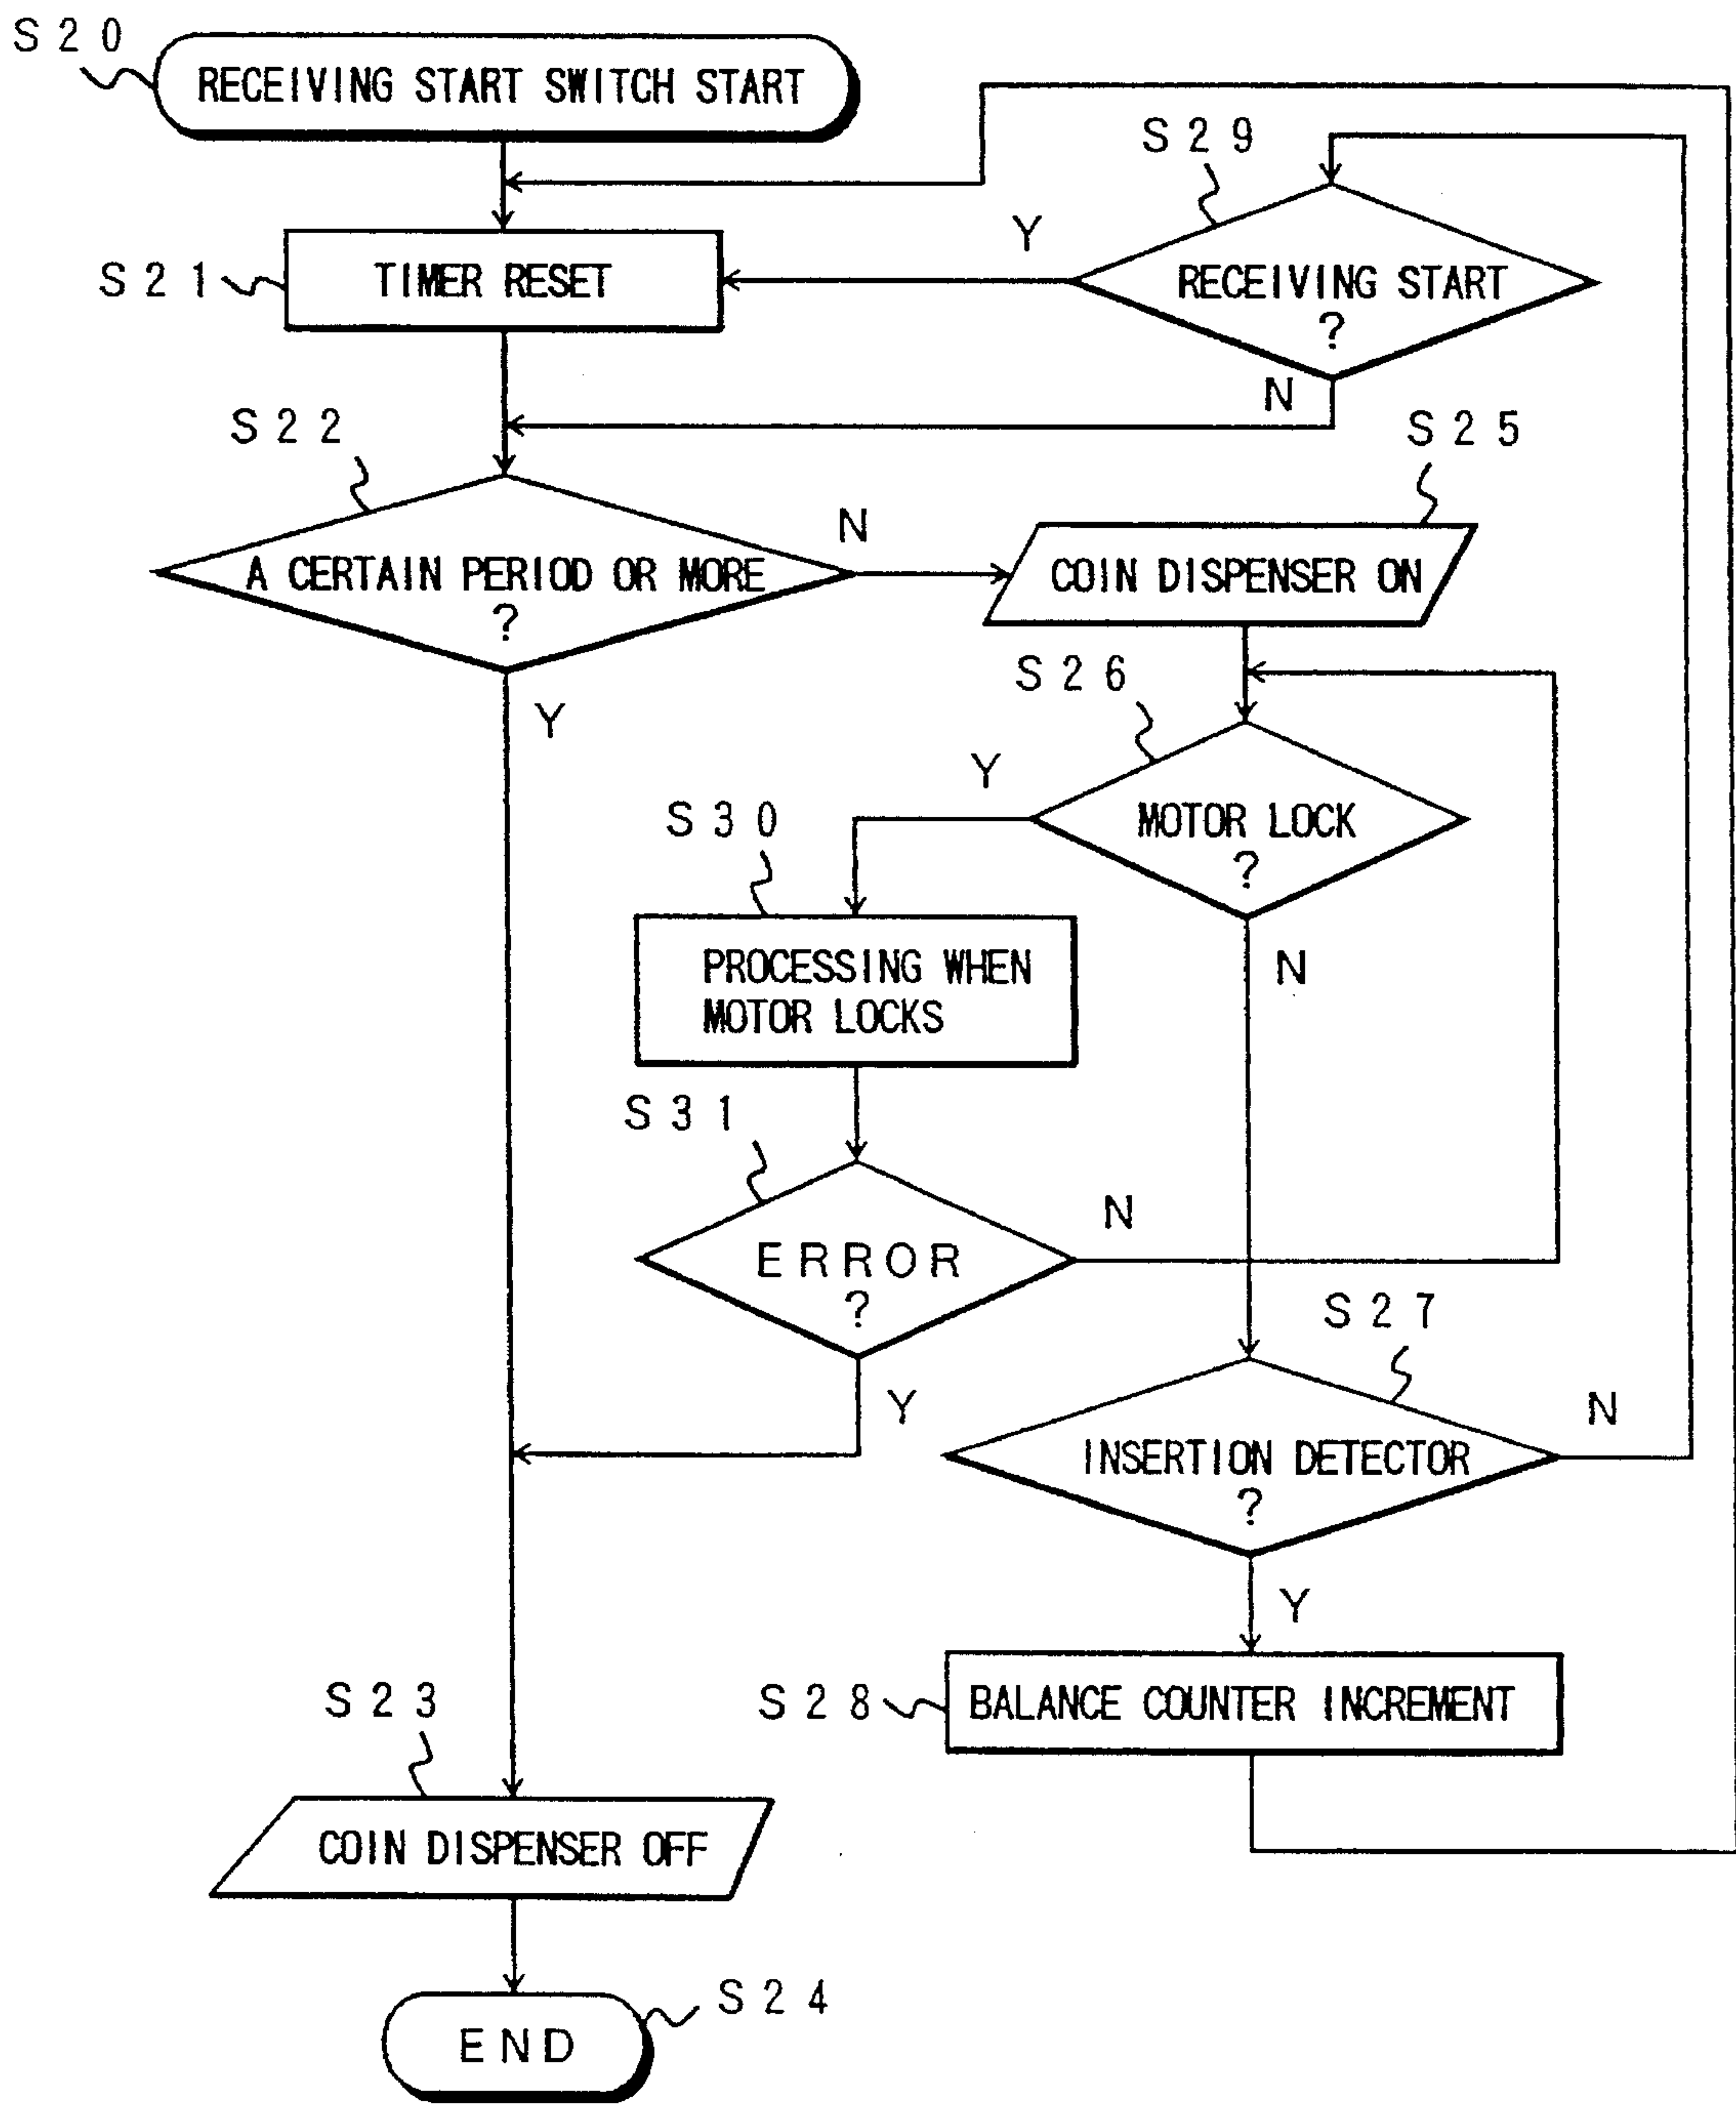 S20
RECEIVING START SWITCH START
S29
Y
RECEIVING START
?
N
S21
TIMER RESET
S22
A CERTAIN PERIOD OR MORE
?
N
Y
S25
COIN DISPENSER ON
S26
Y
MOTOR LOCK
?
N
S30
PROCESSING WHEN
MOTOR LOCKS
S31
ERROR
?
N
Y
S27
INSERTION DETECTOR
?
N
Y
S28
BALANCE COUNTER INCREMENT
S23
COIN DISPENSER OFF
S24
END